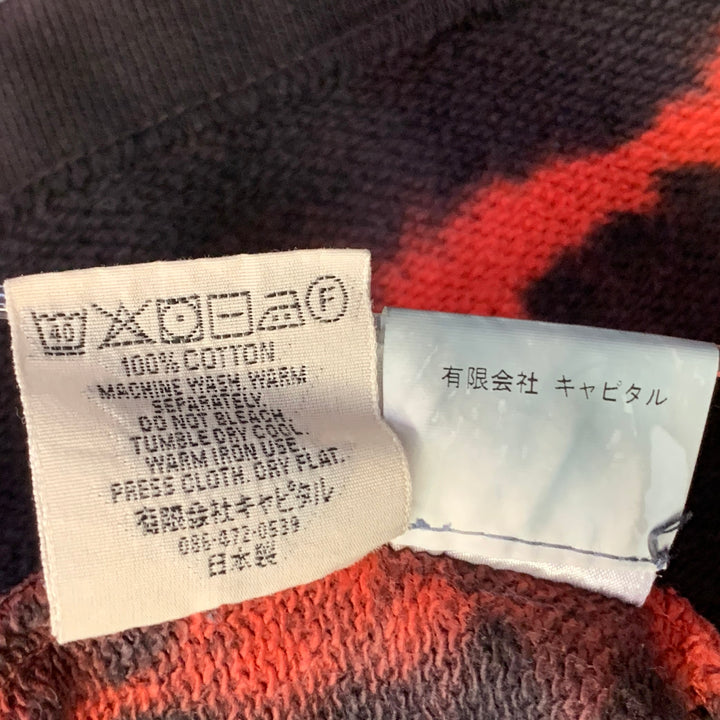 40 F
100% COTTON
MACHINE WASH WARM
SEPARATELY.
DO NOT BLEACH.
TUMBLE DRY COOL.
WARM IRON USE.
PRESS CLOTH. DRY FLAT.
有限会社キャピタル
086-472-0539
日本製
有限会社 キャピタル